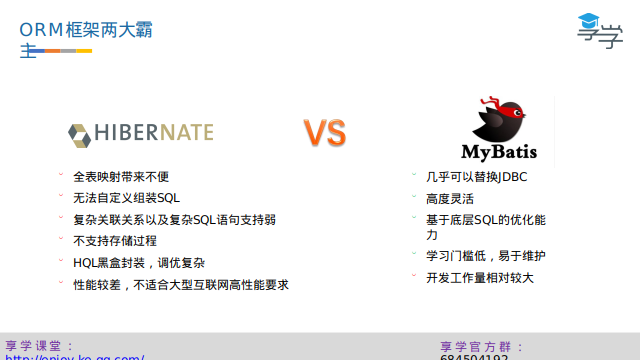 ORM框架两大霸
主
享学
HIBERNATE
VS
MyBatis
全表映射带来不便
无法自定义组装SQL
复杂关联关系以及复杂SQL语句支持弱
不支持存储过程
HQL黑盒封装，调优复杂
性能较差，不适合大型互联网高性能要求
几乎可以替换JDBC
高度灵活
基于底层SQL的优化能
力
学习门槛低，易于维护
开发工作量相对较大
享学课堂：
http://enjoy.ke.qq.com/
享学官方群：
684504192